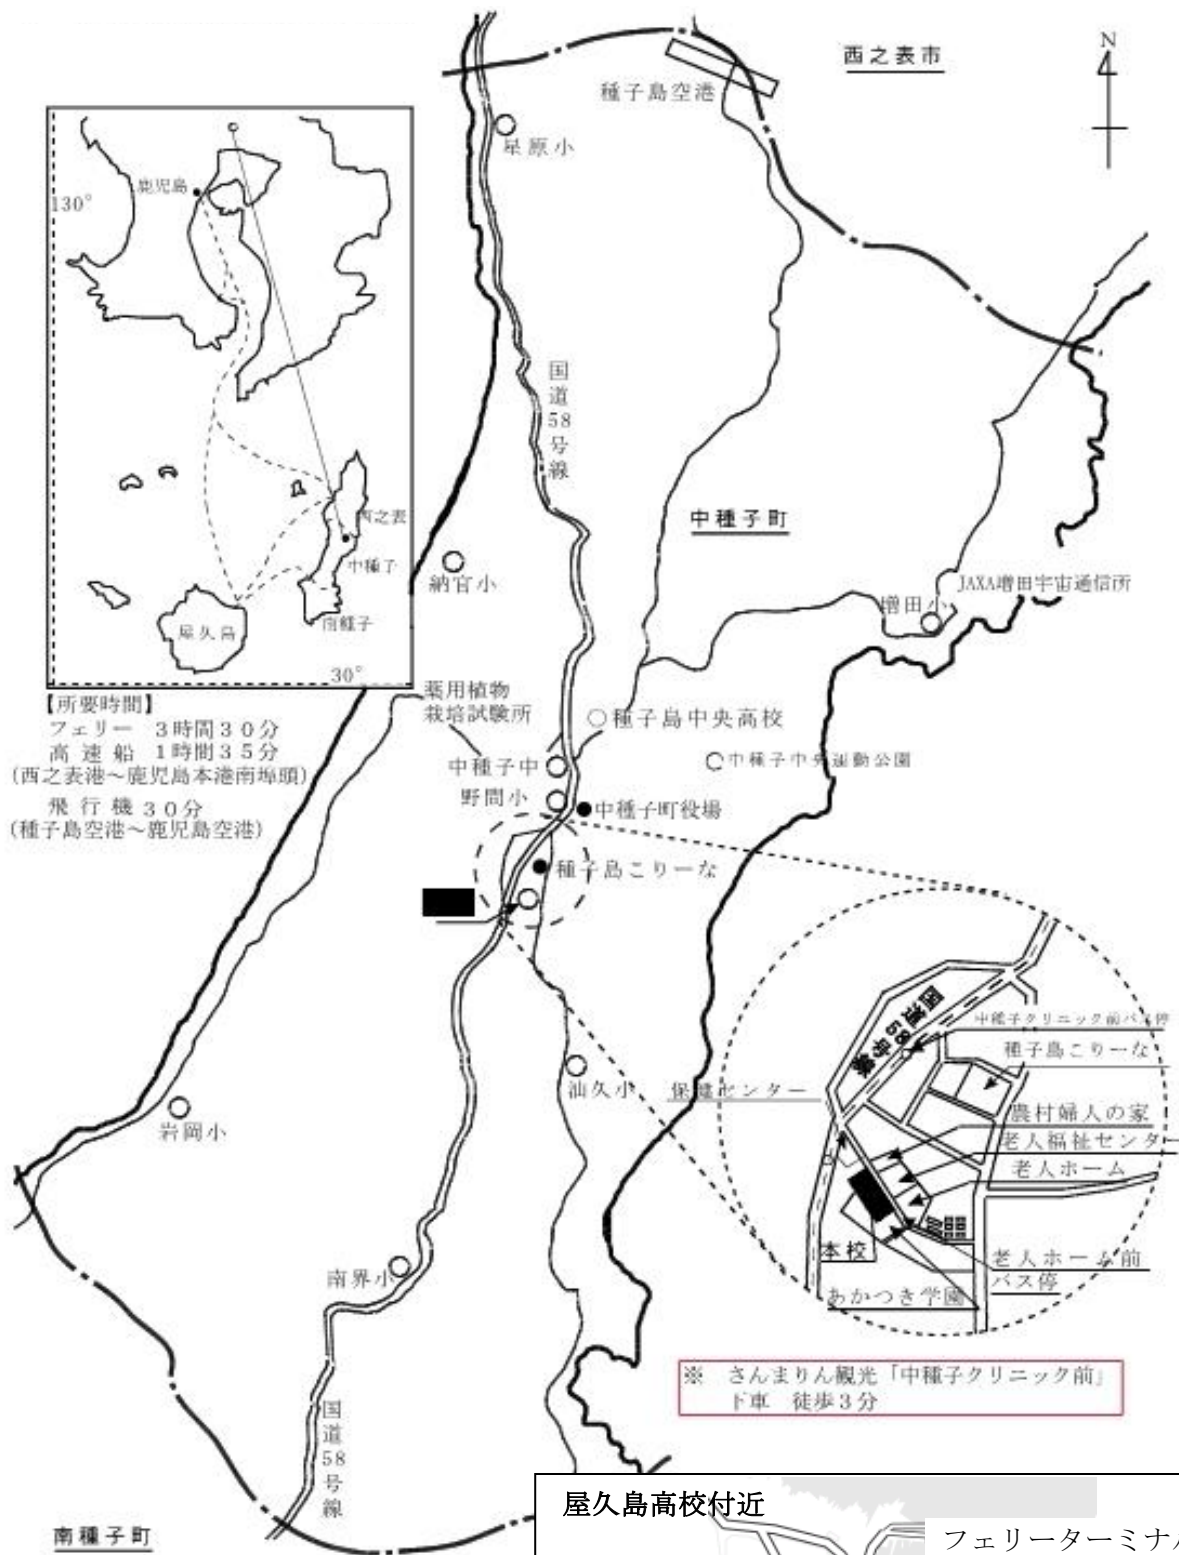 西之表市
N
種子島空港
星原小
鹿児島
130°
国道58号線
西之表
中種子
南種子
屋久島
30°
中種子町
納官小
JAXA増田宇宙通信所
増田小
【所要時間】
フェリー 3時間30分
高速船 1時間35分
(西之表港～鹿児島本港南埠頭)
飛行機 30分
(種子島空港～鹿児島空港)
薬用植物
栽培試験所
種子島中央高校
中種子中
中種子中央運動公園
野間小
中種子町役場
種子島こりーな
国道58号線
中種子クリニック前バス停
種子島こりーな
保健センター
農村婦人の家
老人福祉センター
老人ホーム
本校
老人ホーム前
バス停
あかつき学園
油久小
岩岡小
南界小
※ さんまりん観光「中種子クリニック前」
下車 徒歩3分
国道58号線
南種子町
屋久島高校付近
フェリーターミナル